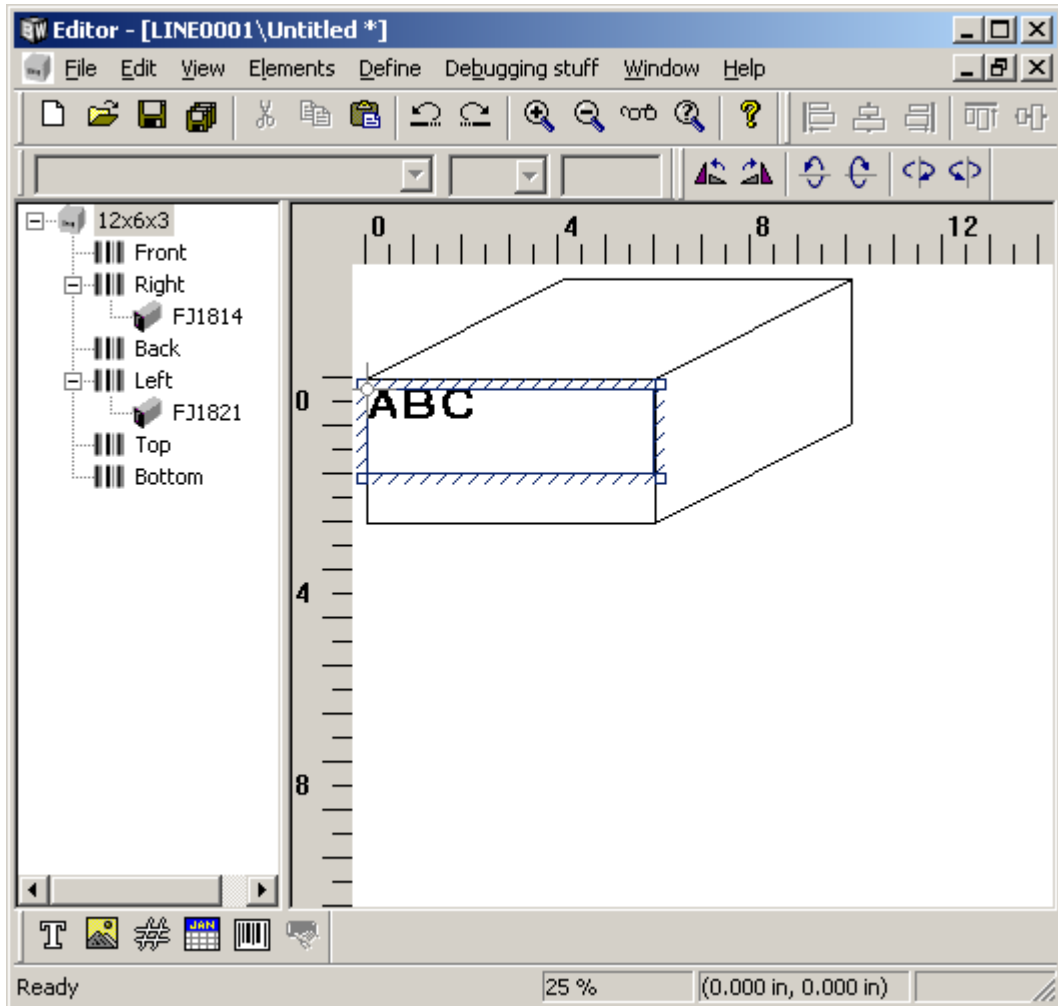 Editor - [LINE0001\Untitled *]
File Edit View Elements Define Debugging stuff Window Help
12x6x3
Front
Right
FJ1814
Back
Left
FJ1821
Top
Bottom
0 4 8 12
0
4
8
ABC
JAN
Ready 25 % (0.000 in, 0.000 in)